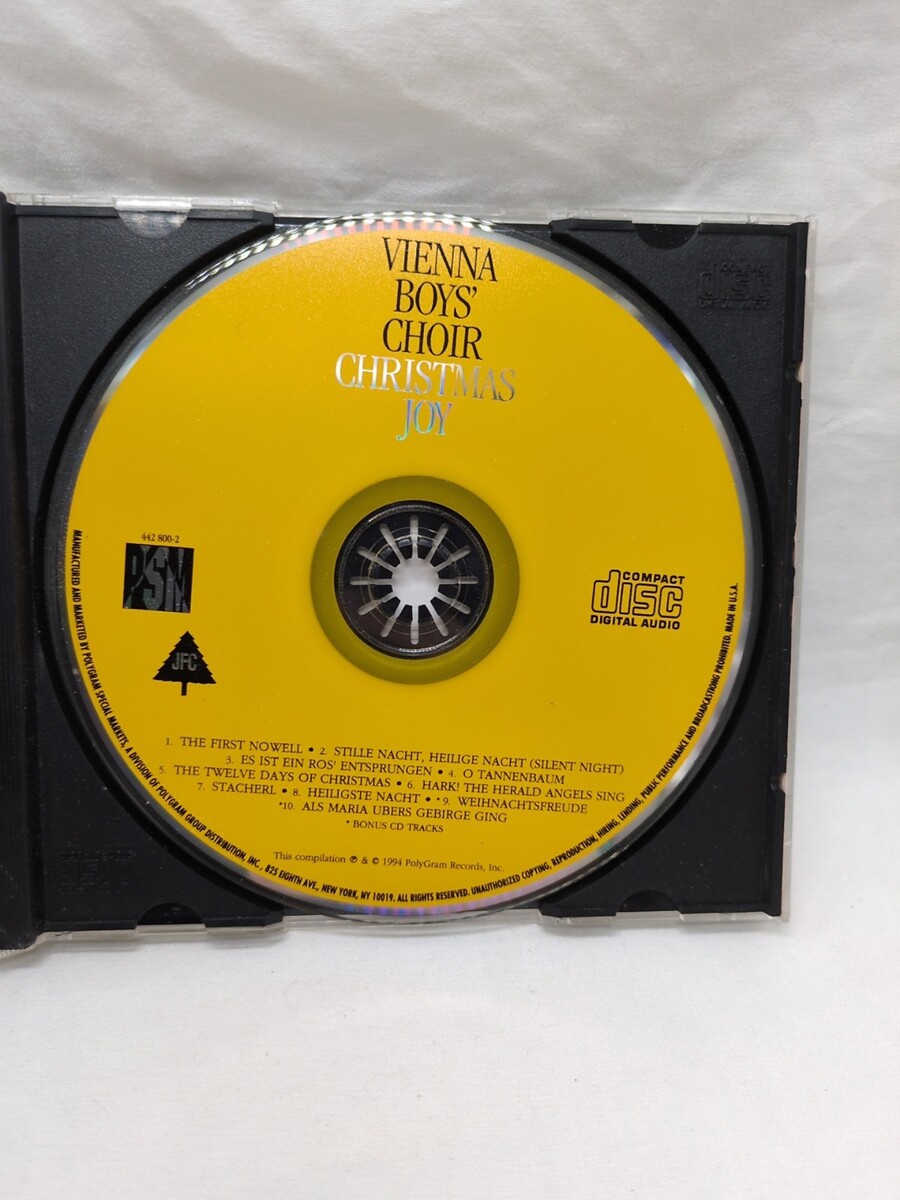 VIENNA
BOYS'
CHOIR
CHRISTMAS
JOY
442 800-2
PSM
JFC
COMPACT
disc
DIGITAL AUDIO
1. THE FIRST NOWELL • 2. STILLE NACHT, HEILIGE NACHT (SILENT NIGHT)
3. ES IST EIN ROS' ENTSPRUNGEN • 4. O TANNENBAUM
5. THE TWELVE DAYS OF CHRISTMAS • 6. HARK! THE HERALD ANGELS SING
7. STACHERL • 8. HEILIGSTE NACHT • *9. WEIHNACHTSFREUDE
*10. ALS MARIA UBERS GEBIRGE GING
* BONUS CD TRACKS
This compilation ℗ & © 1994 PolyGram Records, Inc.
MANUFACTURED AND MARKETED BY POLYGRAM SPECIAL MARKETS, A DIVISION OF POLYGRAM GROUP DISTRIBUTION, INC., 825 EIGHTH AVE., NEW YORK, NY 10019. ALL RIGHTS RESERVED. UNAUTHORIZED COPYING, REPRODUCTION, HIRING, LENDING, PUBLIC PERFORMANCE AND BROADCASTING PROHIBITED. MADE IN U.S.A.
COMPACT
disc